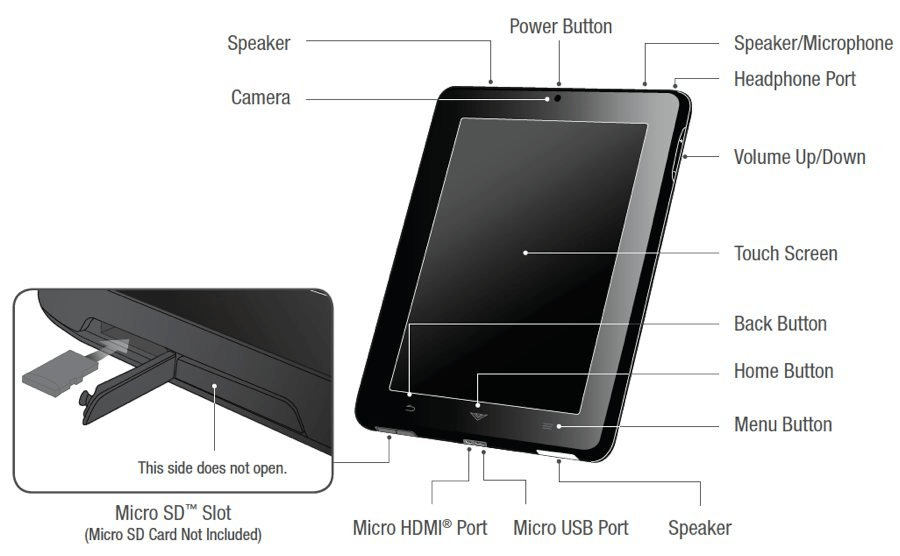 Power Button
Speaker
Speaker/Microphone
Headphone Port
Camera
Volume Up/Down
Touch Screen
Back Button
Home Button
Menu Button
This side does not open.
Micro SD™ Slot
(Micro SD Card Not Included)
Micro HDMI® Port
Micro USB Port
Speaker